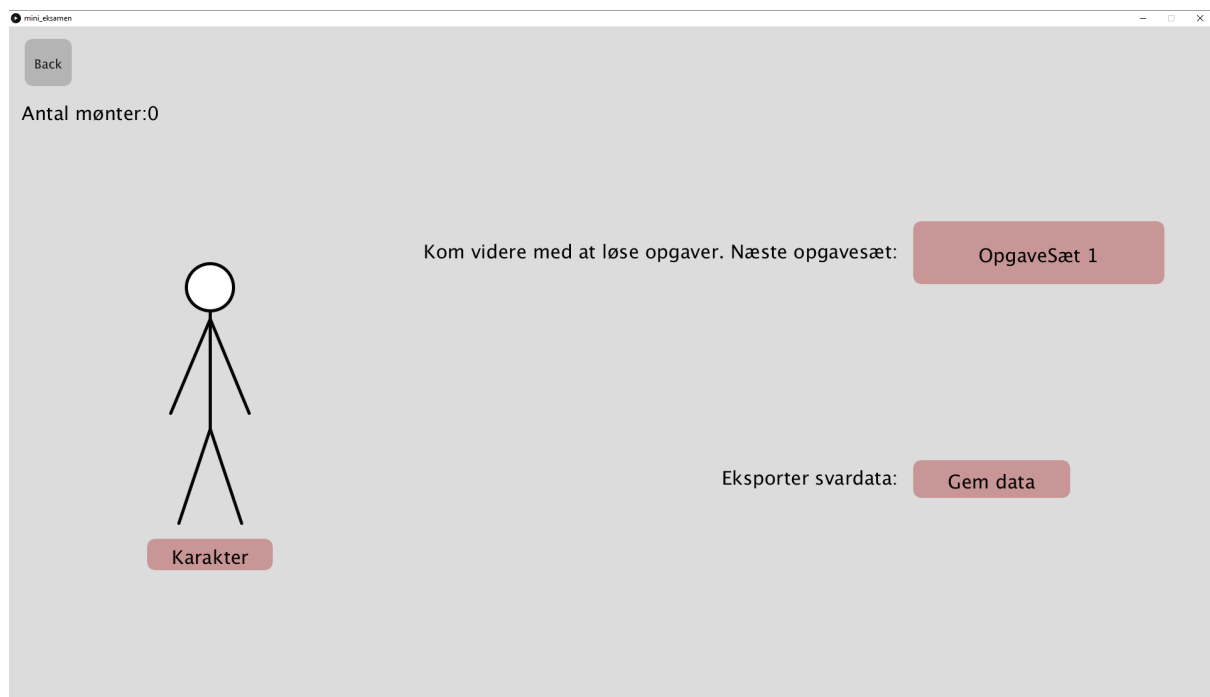 mini_eksamen
Back
Antal mønter:0
Kom videre med at løse opgaver. Næste opgavesæt:
OpgaveSæt 1
Eksporter svardata:
Gem data
Karakter